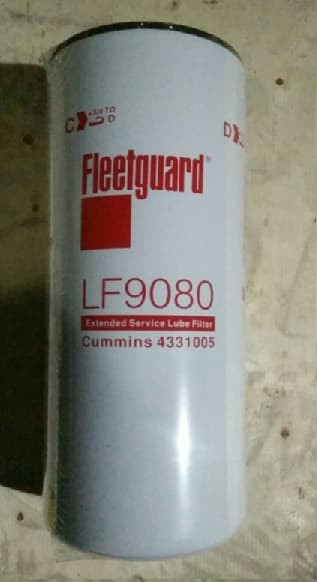 Fleetguard®
LF9080
Extended Service Lube Filter
Cummins 4331005